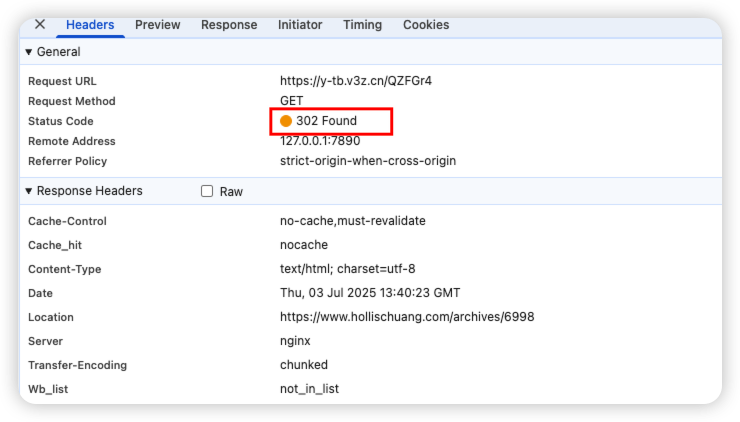 Headers Preview Response Initiator Timing Cookies
General
Request URL https://y-tb.v3z.cn/QZFGr4
Request Method GET
Status Code 302 Found
Remote Address 127.0.0.1:7890
Referrer Policy strict-origin-when-cross-origin
Response Headers Raw
Cache-Control no-cache,must-revalidate
Cache_hit nocache
Content-Type text/html; charset=utf-8
Date Thu, 03 Jul 2025 13:40:23 GMT
Location https://www.hollischuang.com/archives/6998
Server nginx
Transfer-Encoding chunked
Wb_list not_in_list